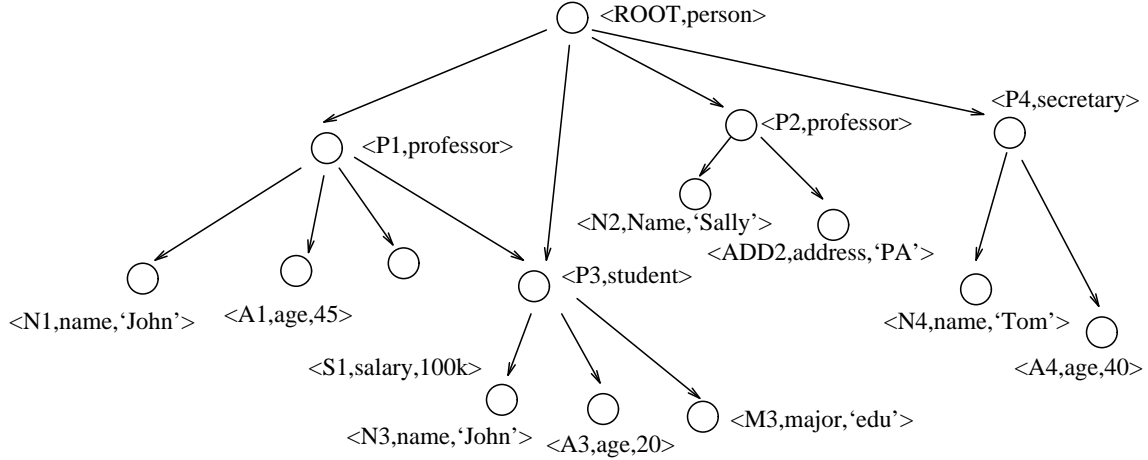 <ROOT,person>
<P4,secretary>
<P2,professor>
<P1,professor>
<N2,Name,‘Sally’>
<ADD2,address,‘PA’>
<P3,student>
<N1,name,‘John’>
<A1,age,45>
<N4,name,‘Tom’>
<S1,salary,100k>
<A4,age,40>
<M3,major,‘edu’>
<N3,name,‘John’>
<A3,age,20>